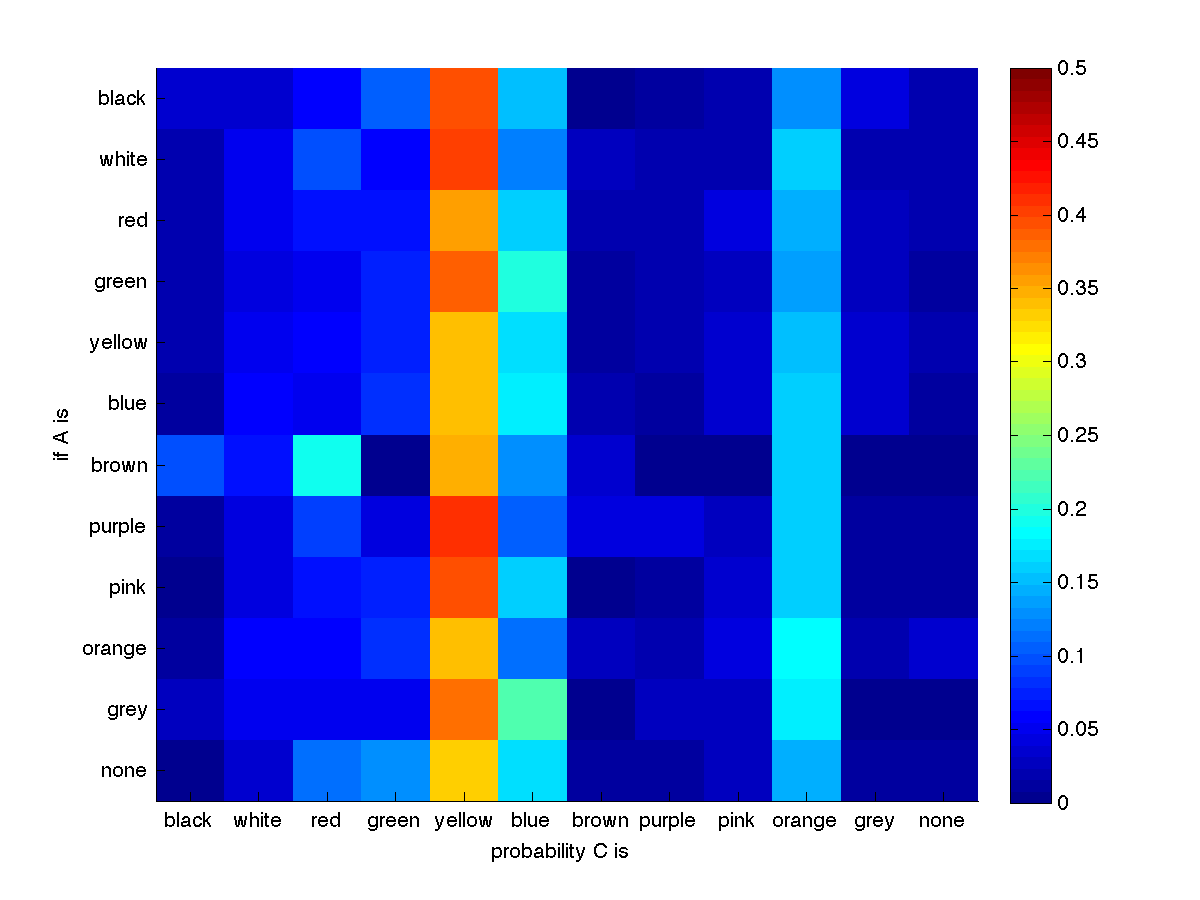 black
white
red
green
yellow
blue
brown
purple
pink
orange
grey
none
if A is
black white red green yellow blue brown purple pink orange grey none
probability C is
0.5
0.45
0.4
0.35
0.3
0.25
0.2
0.15
0.1
0.05
0